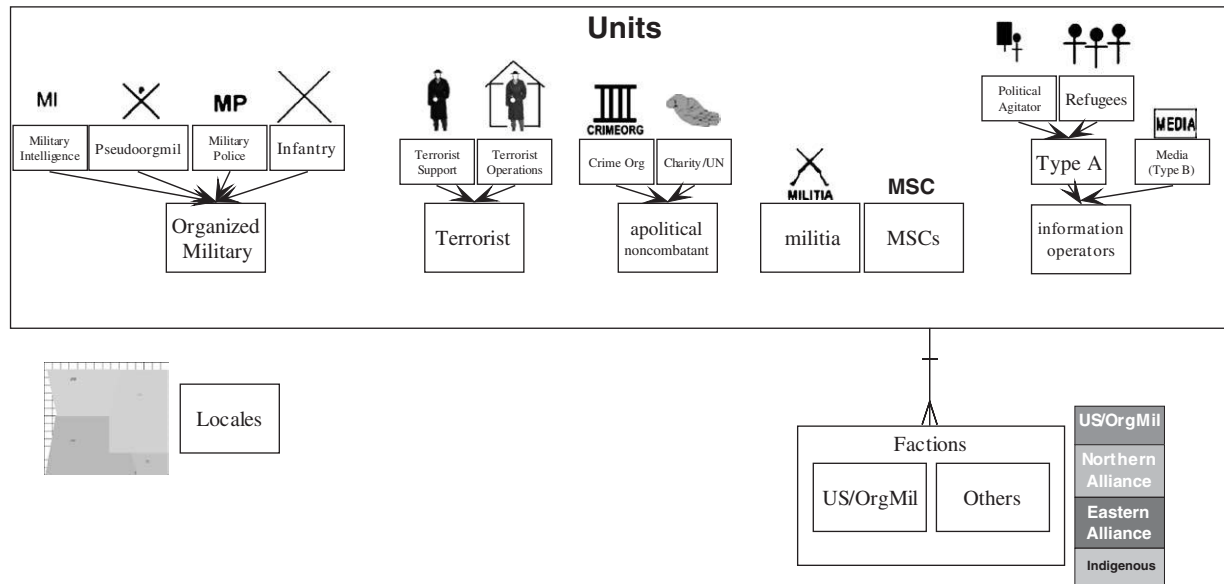 Units
MI
MP
Military
Intelligence
Pseudoorgmil
Military
Police
Infantry
Organized
Military
Terrorist
Support
Terrorist
Operations
Terrorist
CRIMEORG
Crime Org
Charity/UN
apolitical
noncombatant
MILITIA
militia
MSC
MSCs
Political
Agitator
Refugees
MEDIA
Type A
Media
(Type B)
information
operators
Locales
Factions
US/OrgMil
Others
US/OrgMil
Northern
Alliance
Eastern
Alliance
Indigenous